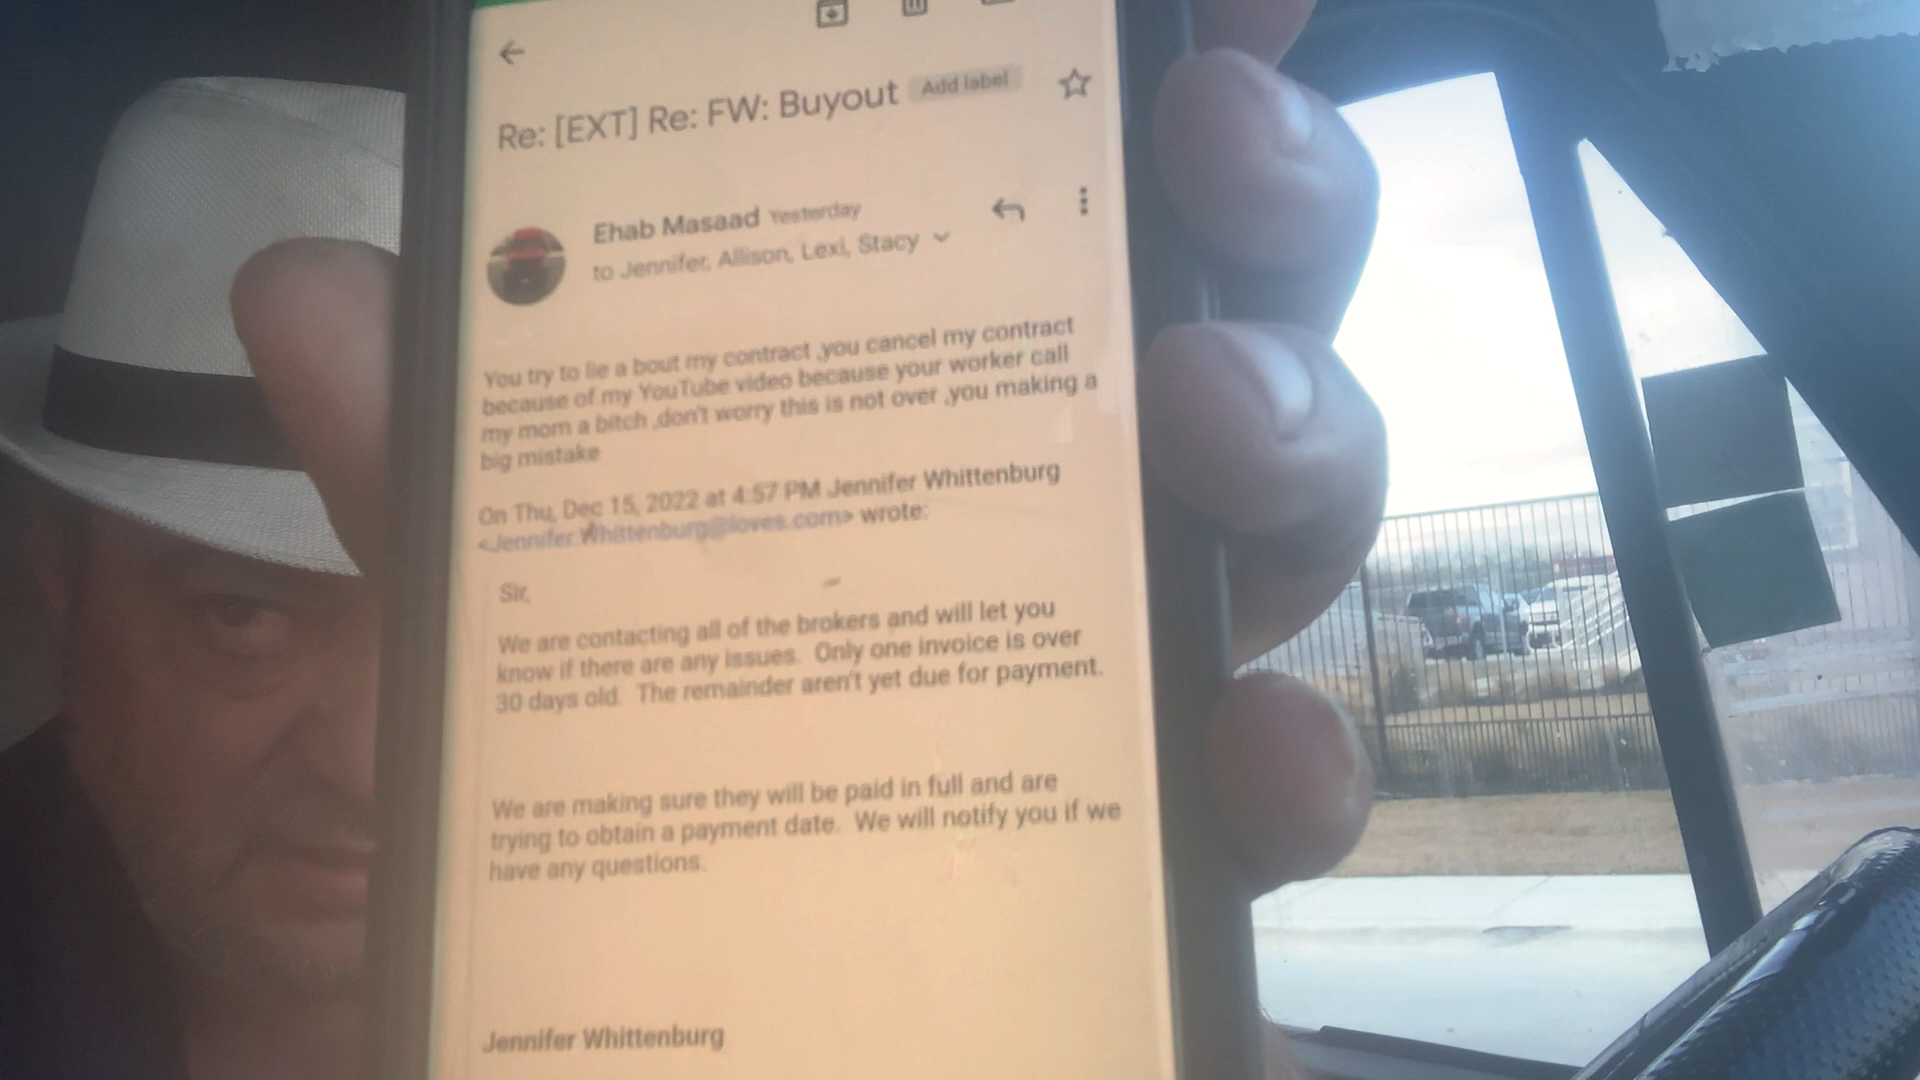 Re: [EXT] Re: FW: Buyout Add label
Ehab Masaad Yesterday
to Jennifer, Allison, Lexi, Stacy
You try to lie a bout my contract ,you cancel my contract
because of my YouTube video because your worker call
my mom a bitch ,don't worry this is not over ,you making a
big mistake
On Thu, Dec 15, 2022 at 4:57 PM Jennifer Whittenburg
<Jennifer.Whittenburg@loves.com> wrote:
Sir,
We are contacting all of the brokers and will let you
know if there are any issues. Only one invoice is over
30 days old. The remainder aren't yet due for payment.
We are making sure they will be paid in full and are
trying to obtain a payment date. We will notify you if we
have any questions.
Jennifer Whittenburg